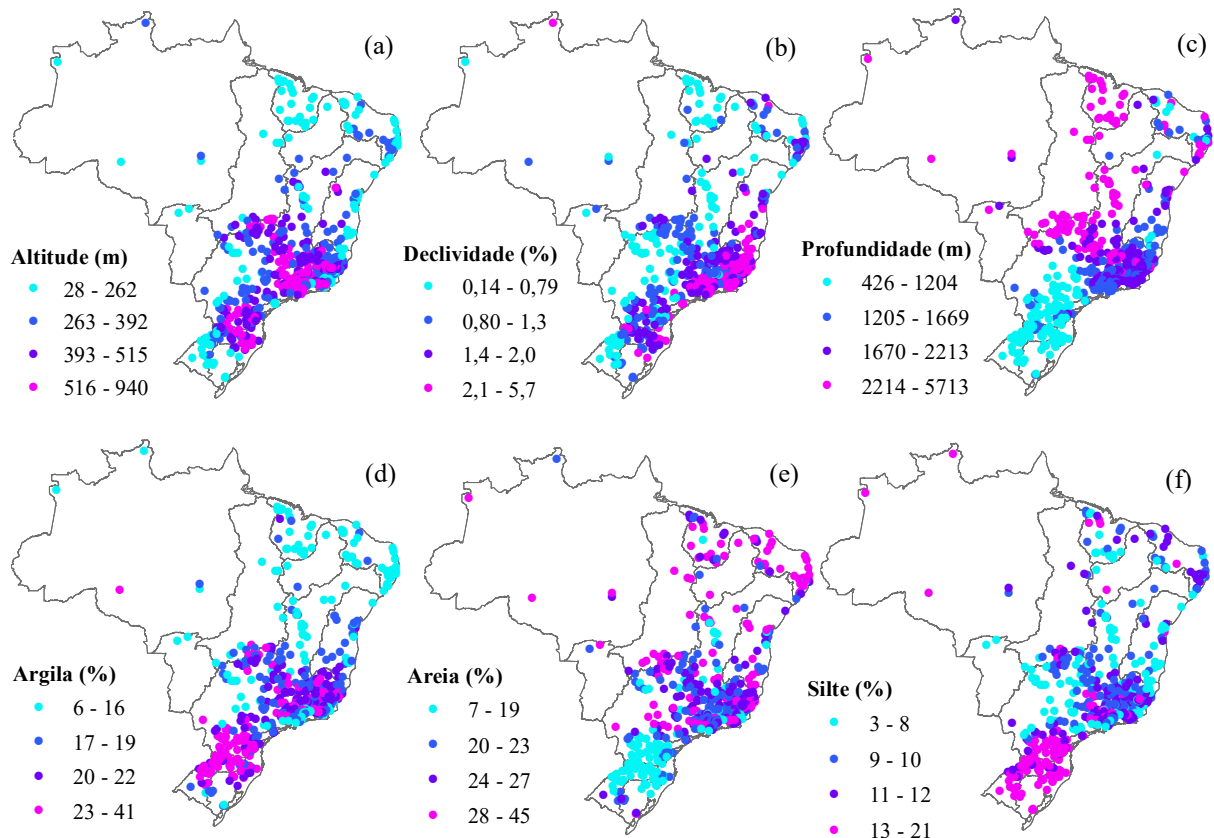 (a)
Altitude (m)
28 - 262
263 - 392
393 - 515
516 - 940
(b)
Declividade (%)
0,14 - 0,79
0,80 - 1,3
1,4 - 2,0
2,1 - 5,7
(c)
Profundidade (m)
426 - 1204
1205 - 1669
1670 - 2213
2214 - 5713
(d)
Argila (%)
6 - 16
17 - 19
20 - 22
23 - 41
(e)
Areia (%)
7 - 19
20 - 23
24 - 27
28 - 45
(f)
Silte (%)
3 - 8
9 - 10
11 - 12
13 - 21